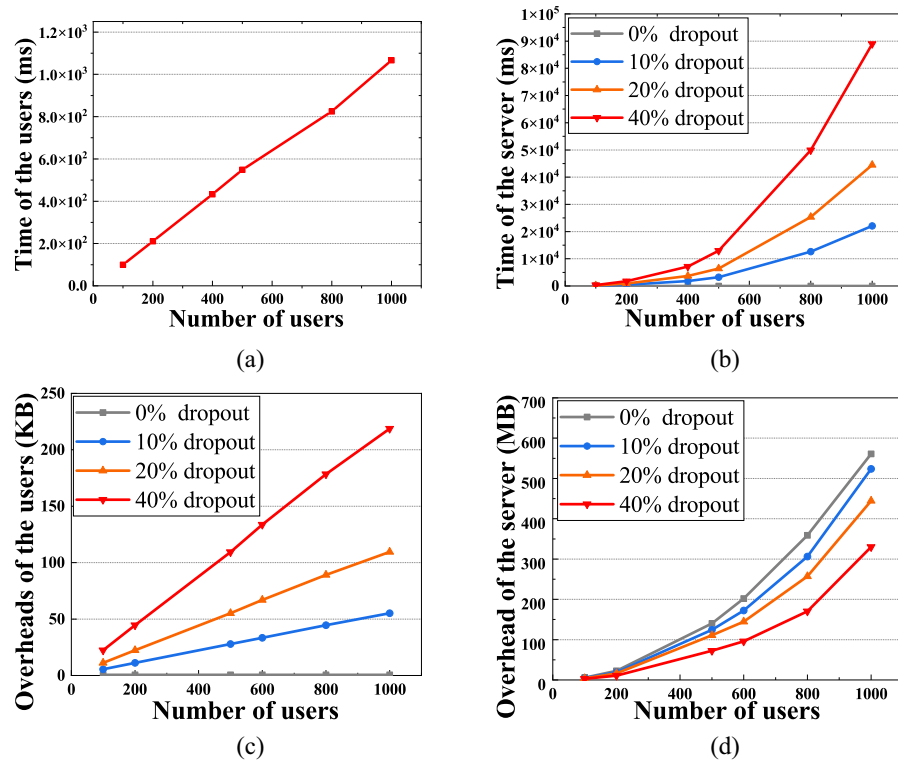 1.2×10³
1.0×10³
8.0×10²
6.0×10²
4.0×10²
2.0×10²
0.0
Time of the users (ms)
0 200 400 600 800 1000
Number of users
(a)
1×10⁵
9×10⁴
8×10⁴
7×10⁴
6×10⁴
5×10⁴
4×10⁴
3×10⁴
2×10⁴
1×10⁴
0
Time of the server (ms)
0% dropout
10% dropout
20% dropout
40% dropout
0 200 400 600 800 1000
Number of users
(b)
250
200
150
100
50
0
Overheads of the users (KB)
0% dropout
10% dropout
20% dropout
40% dropout
0 200 400 600 800 1000
Number of users
(c)
700
600
500
400
300
200
100
0
Overhead of the server (MB)
0% dropout
10% dropout
20% dropout
40% dropout
0 200 400 600 800 1000
Number of users
(d)